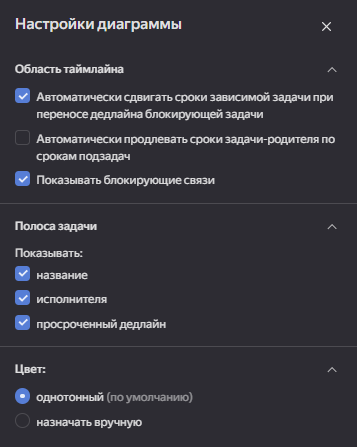 Настройки диаграммы
Область таймлайна
Автоматически сдвигать сроки зависимой задачи при
переносе дедлайна блокирующей задачи
Автоматически продлевать сроки задачи-родителя по
срокам подзадач
Показывать блокирующие связи
Полоса задачи
Показывать:
название
исполнителя
просроченный дедлайн
Цвет:
однотонный (по умолчанию)
назначать вручную